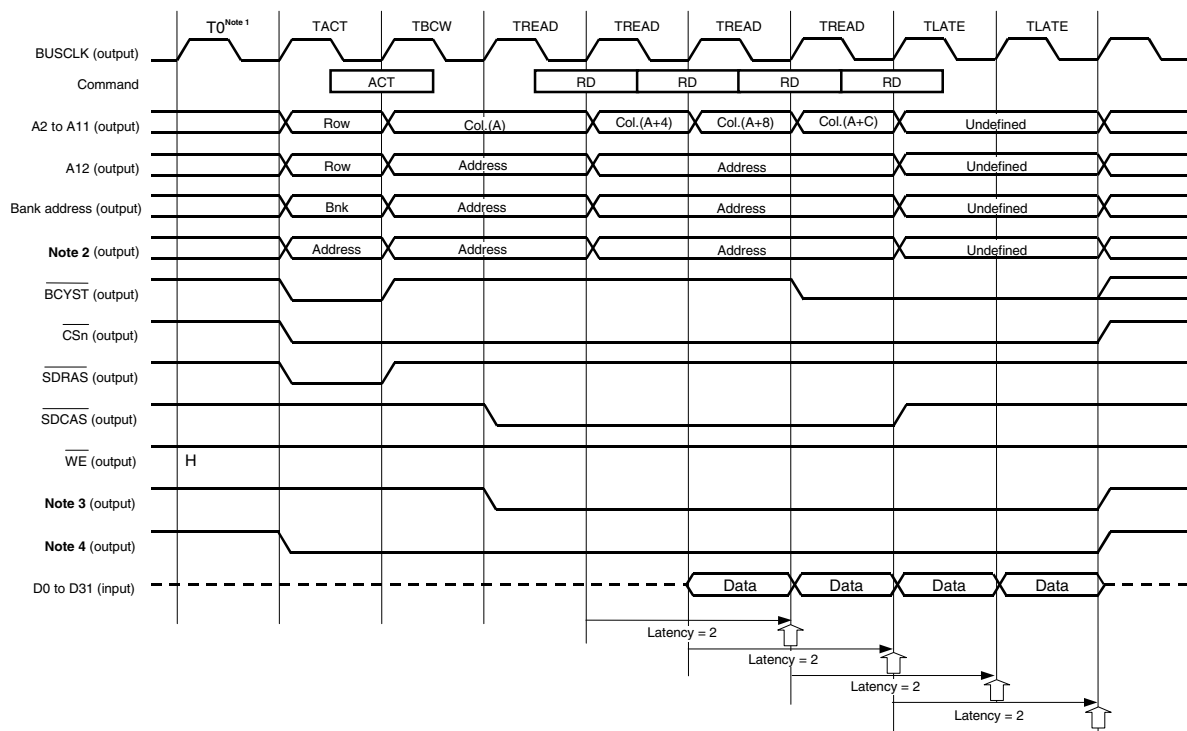 T0Note 1 TACT TBCW TREAD TREAD TREAD TREAD TLATE TLATE
BUSCLK (output)
Command ACT RD RD RD RD
A2 to A11 (output) Row Col.(A) Col.(A+4) Col.(A+8) Col.(A+C) Undefined
A12 (output) Row Address Address Undefined
Bank address (output) Bnk Address Address Undefined
Note 2 (output) Address Address Address Undefined
BCYST (output)
CSn (output)
SDRAS (output)
SDCAS (output)
WE (output) H
Note 3 (output)
Note 4 (output)
D0 to D31 (input) Data Data Data Data
Latency = 2
Latency = 2
Latency = 2
Latency = 2